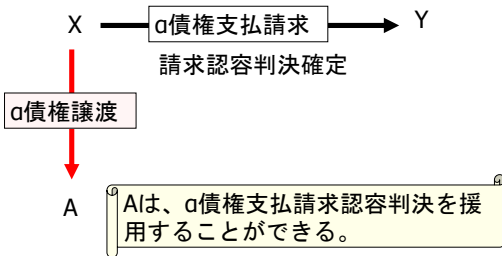 X
α債権支払請求
Y
請求認容判決確定
α債権譲渡
A
Aは、α債権支払請求認容判決を援
用することができる。